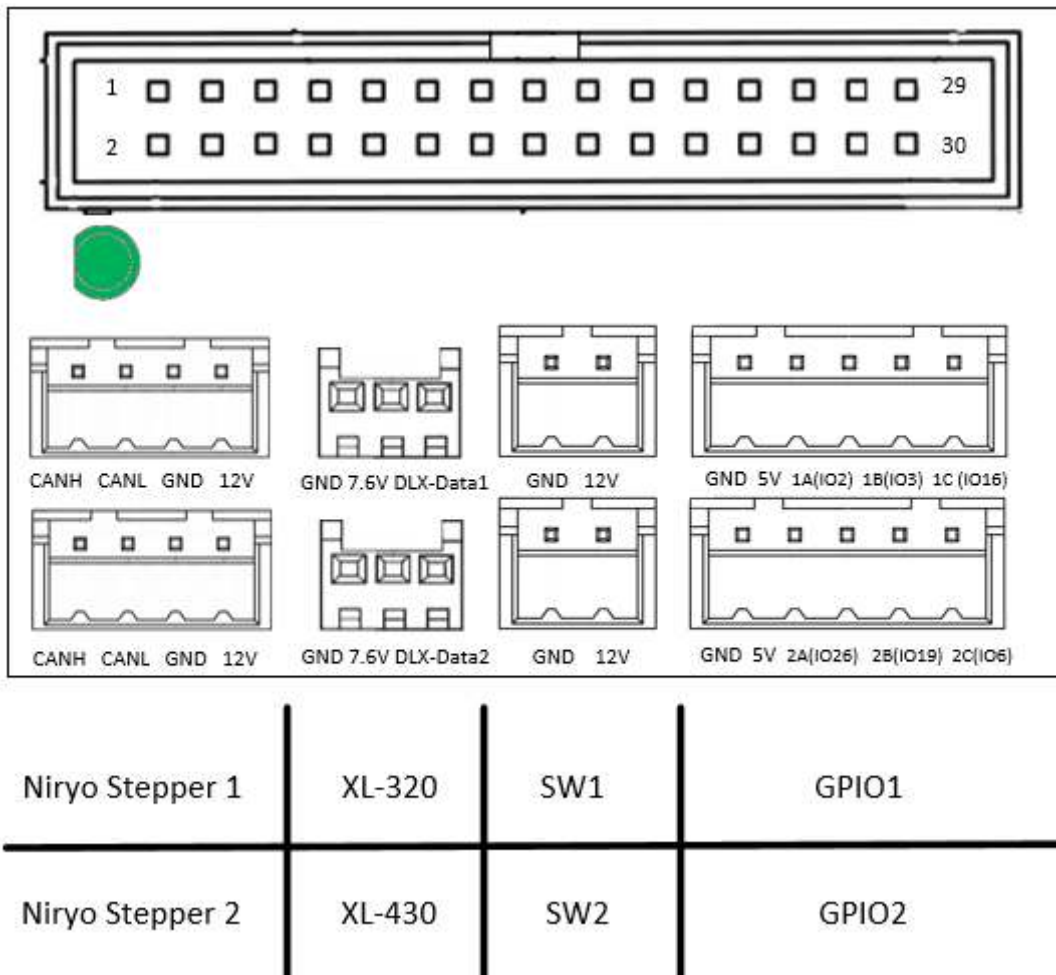 1 29
2 30
CANH CANL GND 12V GND 7.6V DLX-Data1 GND 12V GND 5V 1A(IO2) 1B(IO3) 1C (IO16)
CANH CANL GND 12V GND 7.6V DLX-Data2 GND 12V GND 5V 2A(IO26) 2B(IO19) 2C(IO6)
Niryo Stepper 1 XL-320 SW1 GPIO1
Niryo Stepper 2 XL-430 SW2 GPIO2